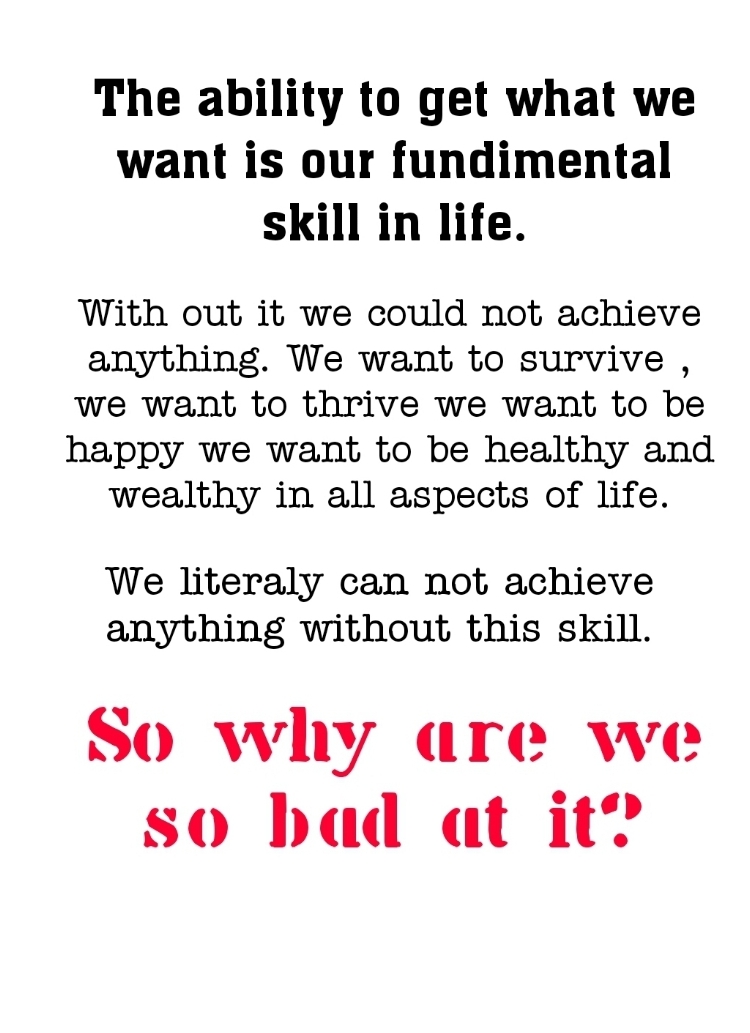 The ability to get what we
want is our fundimental
skill in life.
With out it we could not achieve
anything. We want to survive ,
we want to thrive we want to be
happy we want to be healthy and
wealthy in all aspects of life.
We literaly can not achieve
anything without this skill.
So why are we
so bad at it?